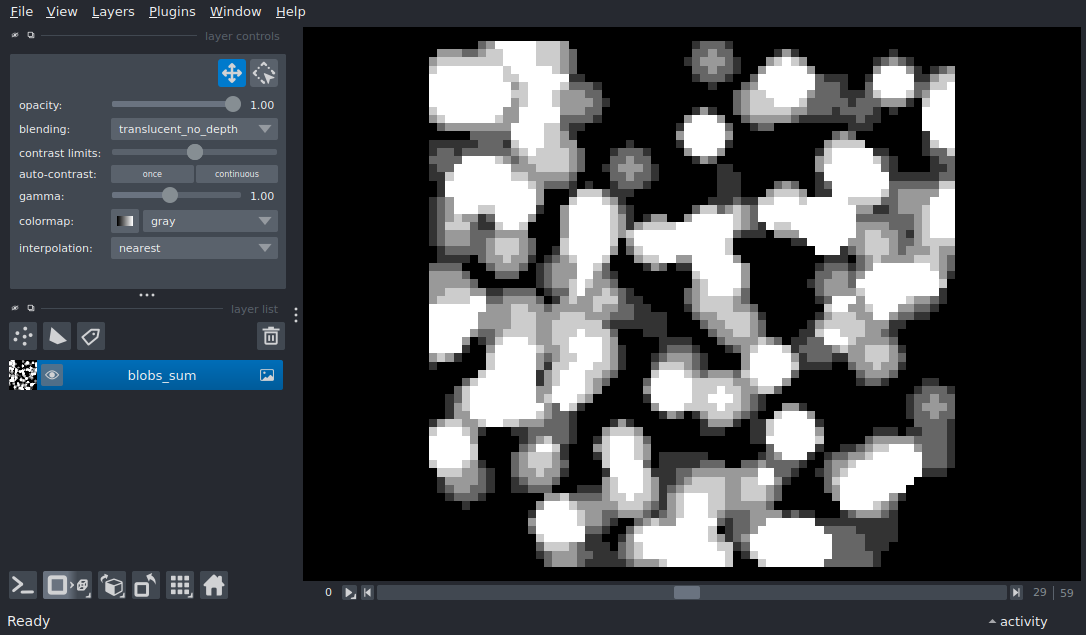 File View Layers Plugins Window Help
layer controls
opacity: 1.00
blending: translucent_no_depth
contrast limits:
auto-contrast: once continuous
gamma: 1.00
colormap: gray
interpolation: nearest
layer list
blobs_sum
0 29 59
Ready activity